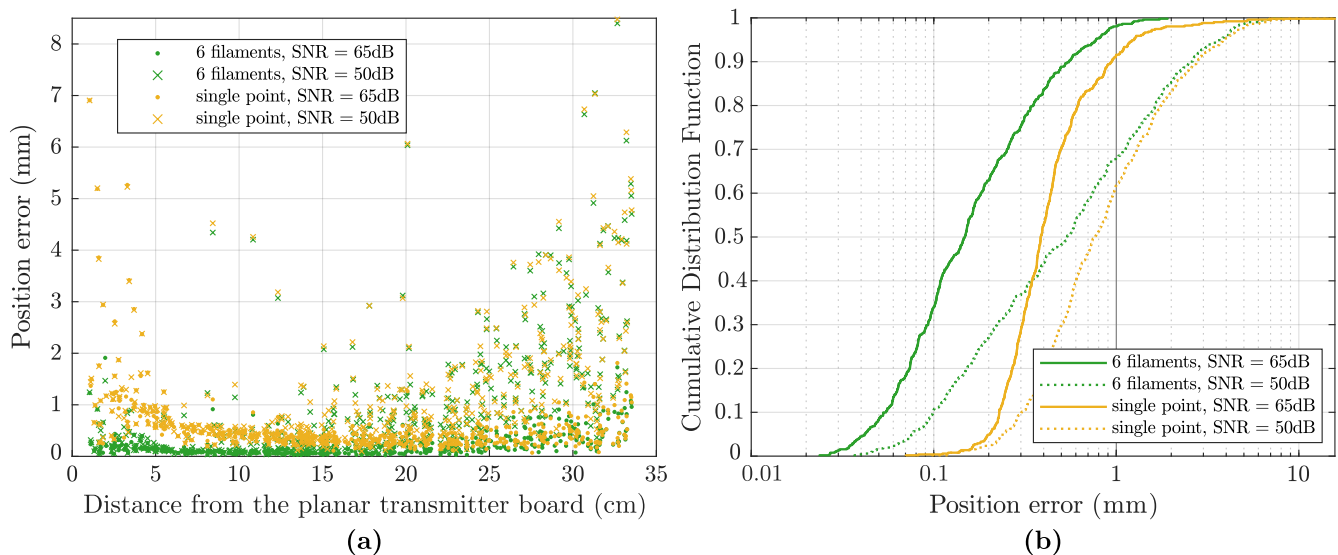 8
7
6
5
4
3
2
1
0
Position error (mm)
6 filaments, SNR = 65dB
6 filaments, SNR = 50dB
single point, SNR = 65dB
single point, SNR = 50dB
0 5 10 15 20 25 30 35
Distance from the planar transmitter board (cm)
(a)
1
0.9
0.8
0.7
0.6
0.5
0.4
0.3
0.2
0.1
0
Cumulative Distribution Function
6 filaments, SNR = 65dB
6 filaments, SNR = 50dB
single point, SNR = 65dB
single point, SNR = 50dB
0.01 0.1 1 10
Position error (mm)
(b)